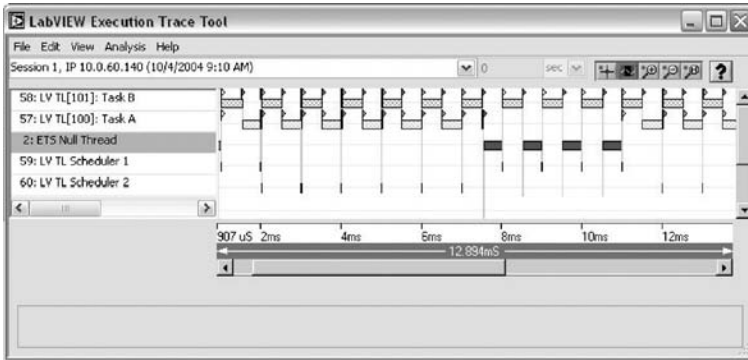 LabVIEW Execution Trace Tool
File Edit View Analysis Help
Session 1, IP 10.0.60.140 (10/4/2004 9:10 AM) 0 sec ?
58: LV TL[101]: Task B
57: LV TL[100]: Task A
2: ETS Null Thread
59: LV TL Scheduler 1
60: LV TL Scheduler 2
907 uS 2ms 4ms 6ms 8ms 10ms 12ms
12.894mS